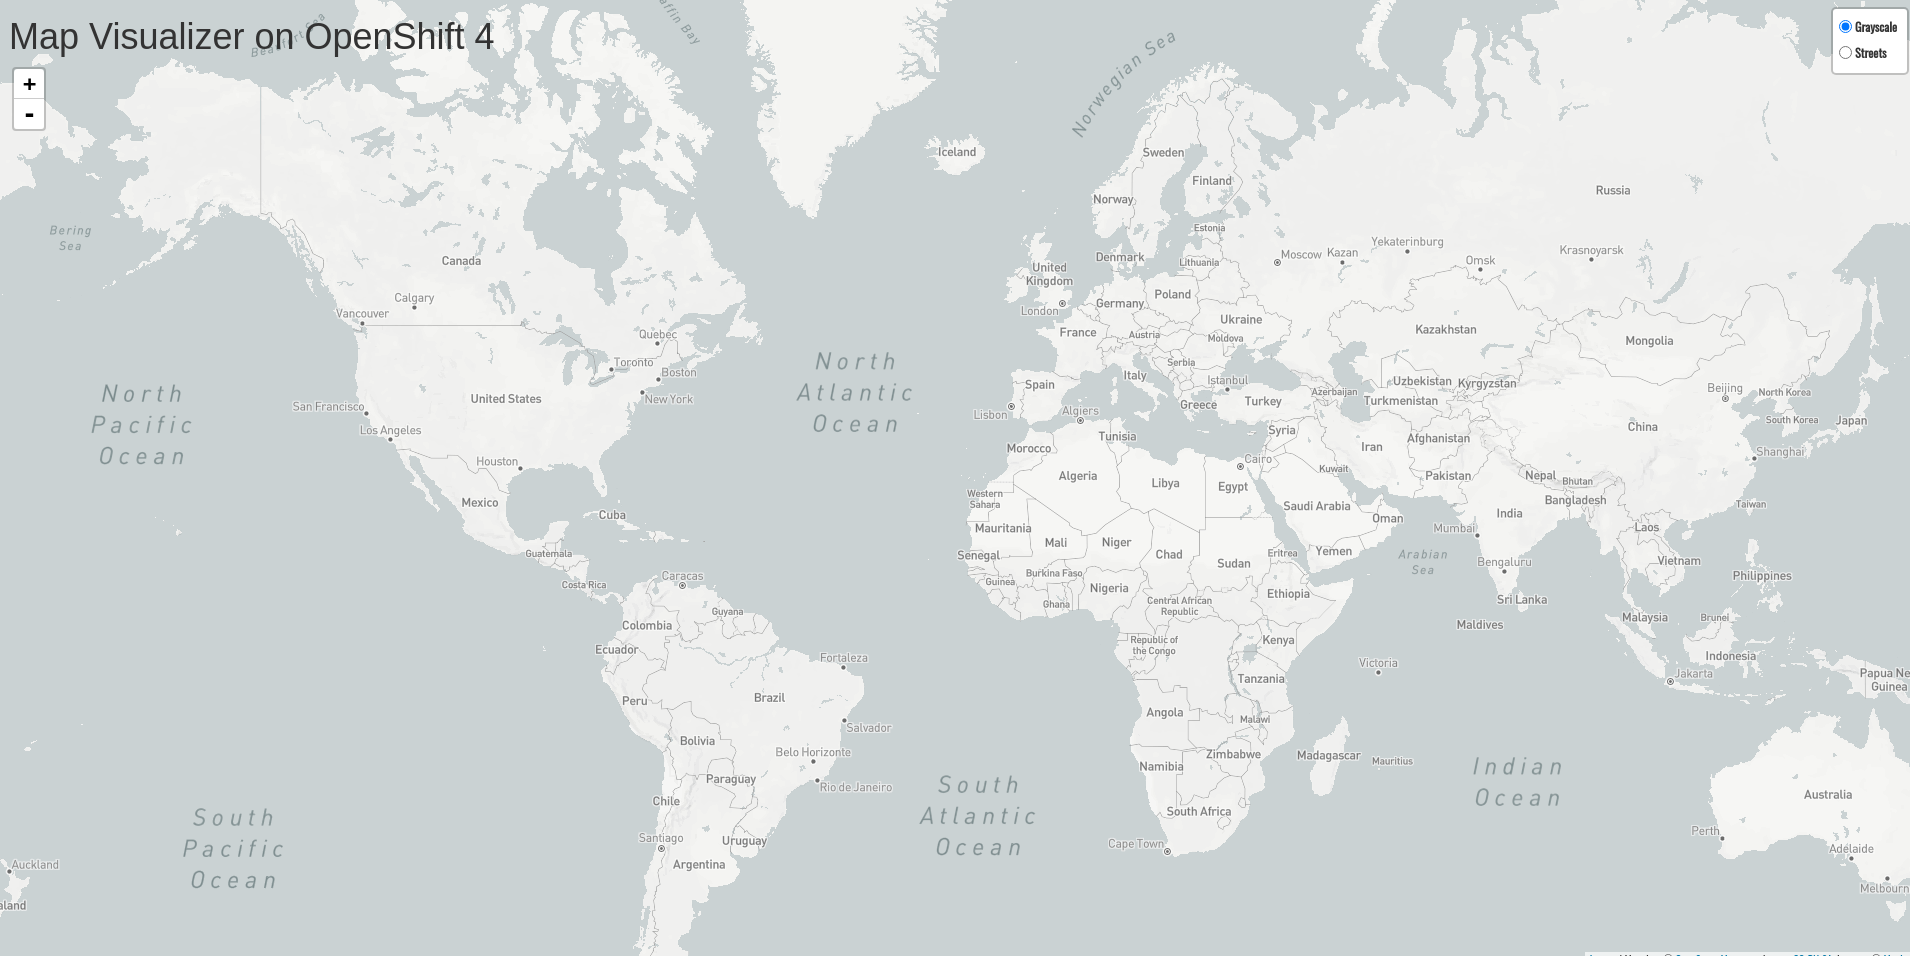 Map Visualizer on OpenShift 4
Beaufort Sea
Baffin Bay
Grayscale
Streets
+
-
Norwegian Sea
Iceland
Sweden
Finland
Norway
Russia
Bering
Sea
Estonia
Canada
Denmark
Lithuania
Moscow
Kazan
Yekaterinburg
Omsk
Krasnoyarsk
United
Kingdom
London
Calgary
Vancouver
Germany
Poland
Ukraine
Quebec
France
Austria
Moldova
Kazakhstan
Mongolia
Toronto
Boston
Serbia
Italy
North
Atlantic
Ocean
North
Pacific
Ocean
United States
New York
San Francisco
Los Angeles
Spain
Lisbon
Algiers
Istanbul
Greece
Turkey
Azerbaijan
Uzbekistan
Kyrgyzstan
Turkmenistan
Beijing
North Korea
South Korea
Japan
China
Tunisia
Morocco
Syria
Iran
Afghanistan
Shanghai
Houston
Mexico
Algeria
Libya
Cairo
Egypt
Kuwait
Pakistan
Nepal
Bhutan
Bangladesh
Western
Sahara
Saudi Arabia
Oman
India
Taiwan
Cuba
Mauritania
Mali
Niger
Chad
Sudan
Eritrea
Yemen
Mumbai
Laos
Guatemala
Senegal
Arabian
Sea
Bengaluru
Vietnam
Philippines
Costa Rica
Caracas
Guinea
Burkina Faso
Nigeria
Ghana
Central African
Republic
Ethiopia
Sri Lanka
Guyana
Colombia
Maldives
Malaysia
Brunei
Ecuador
Republic of
the Congo
Kenya
Fortaleza
Victoria
Indonesia
Jakarta
Papua Ne
Guinea
Tanzania
Peru
Brazil
Angola
Malawi
Salvador
Bolivia
Belo Horizonte
Zimbabwe
Madagascar
Mauritius
Namibia
Paraguay
Rio de Janeiro
Indian
Ocean
South
Atlantic
Ocean
Chile
South Africa
Australia
South
Pacific
Ocean
Santiago
Uruguay
Cape Town
Perth
Adelaide
Argentina
Auckland
aland
Melbourn